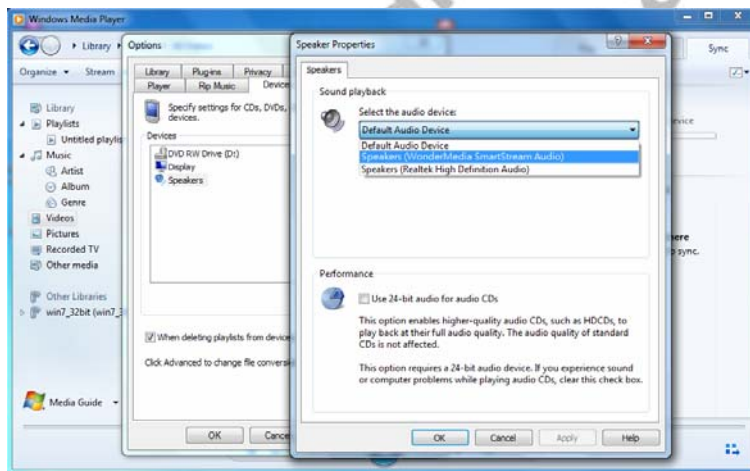 Windows Media Player
Library
Organize
Stream
Sync
Library
Playlists
Untitled playlis
Music
Artist
Album
Genre
Videos
Pictures
Recorded TV
Other media
Other Libraries
win7_32bit (win7_3
Media Guide
Options
Library Plug-ins Privacy
Player Rip Music Device
Specify settings for CDs, DVDs,
devices.
Devices
DVD RW Drive (D:)
Display
Speakers
When deleting playlists from device
Click Advanced to change file conversi
OK Cance
Speaker Properties
Speakers
Sound playback
Select the audio device:
Default Audio Device
Default Audio Device
Speakers (WonderMedia SmartStream Audio)
Speakers (Realtek High Definition Audio)
Performance
Use 24-bit audio for audio CDs
This option enables higher-quality audio CDs, such as HDCDs, to
play back at their full audio quality. The audio quality of standard
CDs is not affected.
This option requires a 24-bit audio device. If you experience sound
or computer problems while playing audio CDs, clear this check box.
OK Cancel Apply Help
evice
here
sync.